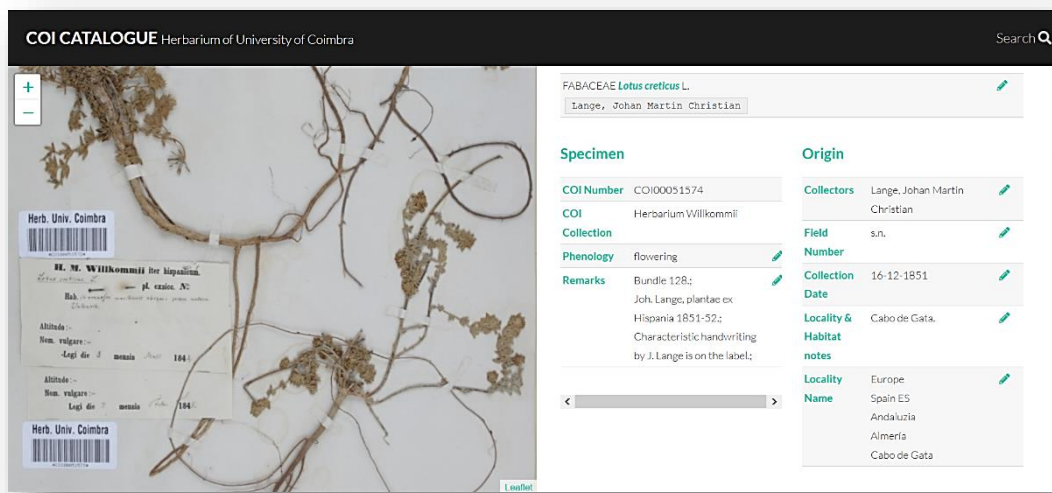 COI CATALOGUE Herbarium of University of Coimbra
Search
+
−
Herb. Univ. Coimbra
H. M. Willkommii iter hispanicum.
pl. exsicc. No
Hab.
Altitudo :-
Nom. vulgare :-
Legi die 3 mensis 184
Altitudo :-
Nom. vulgare :-
Legi die mensis 184
Herb. Univ. Coimbra
Leaflet
FABACEAE Lotus creticus L.
Lange, Johan Martin Christian
Specimen
COI Number COI00051574
COI Collection Herbarium Willkommii
Phenology flowering
Remarks Bundle 128.;
Joh. Lange, plantae ex
Hispania 1851-52.;
Characteristic handwriting
by J. Lange is on the label.;
Origin
Collectors Lange, Johan Martin
Christian
Field Number s.n.
Collection Date 16-12-1851
Locality & Habitat notes Cabo de Gata.
Locality Name Europe
Spain ES
Andaluzia
Almería
Cabo de Gata